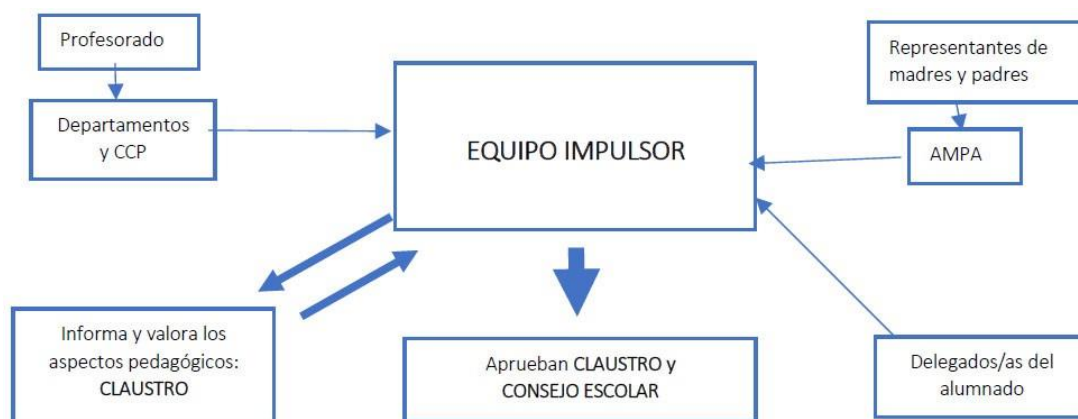 Profesorado
Departamentos
y CCP
EQUIPO IMPULSOR
Representantes de
madres y padres
AMPA
Informa y valora los
aspectos pedagógicos:
CLAUSTRO
Aprueban CLAUSTRO y
CONSEJO ESCOLAR
Delegados/as del
alumnado